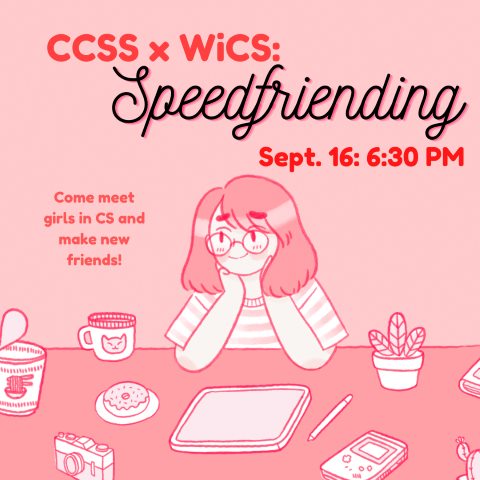 CCSS x WiCS:
Speedfriending
Sept. 16: 6:30 PM
Come meet
girls in CS and
make new
friends!